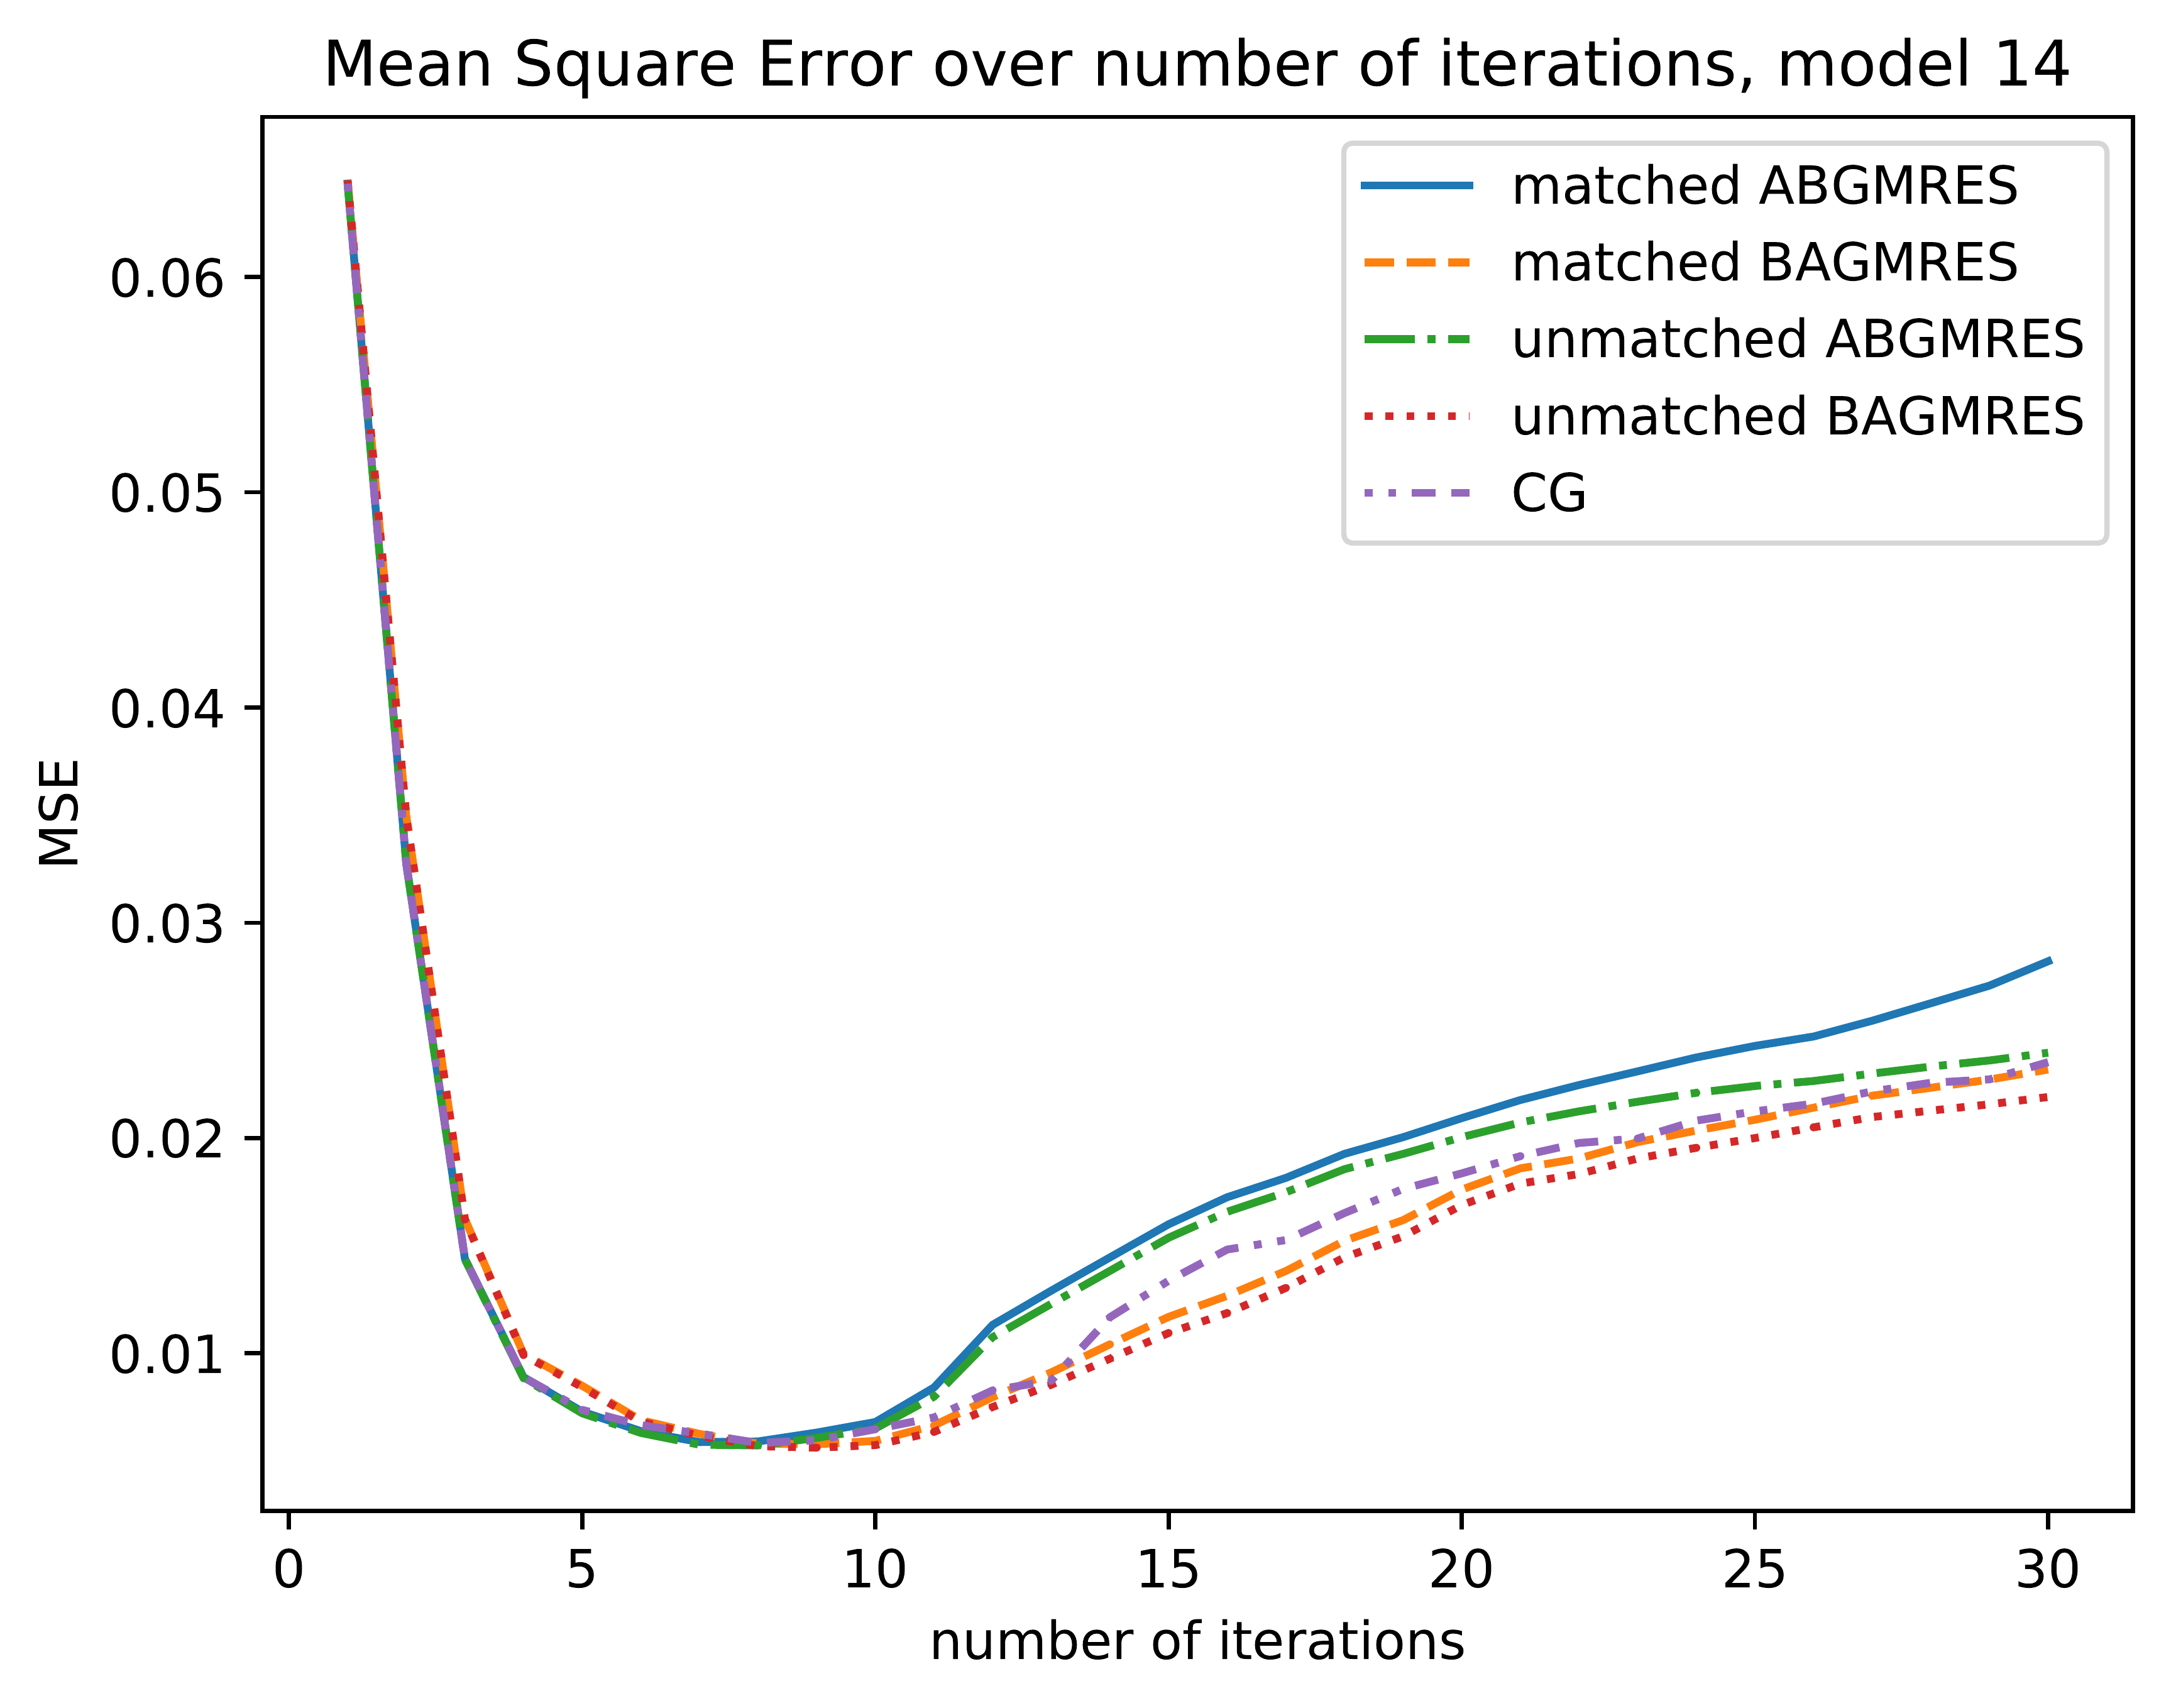 Mean Square Error over number of iterations, model 14
matched ABGMRES
matched BAGMRES
unmatched ABGMRES
unmatched BAGMRES
CG
MSE
0.06
0.05
0.04
0.03
0.02
0.01
0 5 10 15 20 25 30
number of iterations